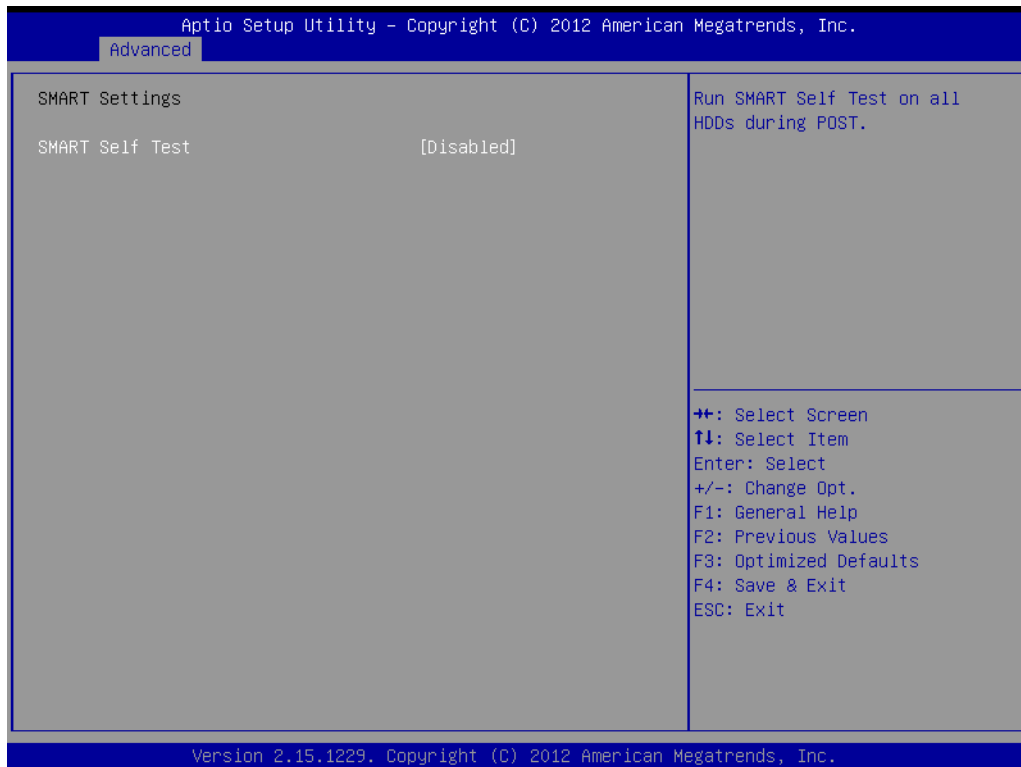 Aptio Setup Utility – Copyright (C) 2012 American Megatrends, Inc.
Advanced
SMART Settings
SMART Self Test [Disabled]
Run SMART Self Test on all
HDDs during POST.
→←: Select Screen
↑↓: Select Item
Enter: Select
+/-: Change Opt.
F1: General Help
F2: Previous Values
F3: Optimized Defaults
F4: Save & Exit
ESC: Exit
Version 2.15.1229. Copyright (C) 2012 American Megatrends, Inc.